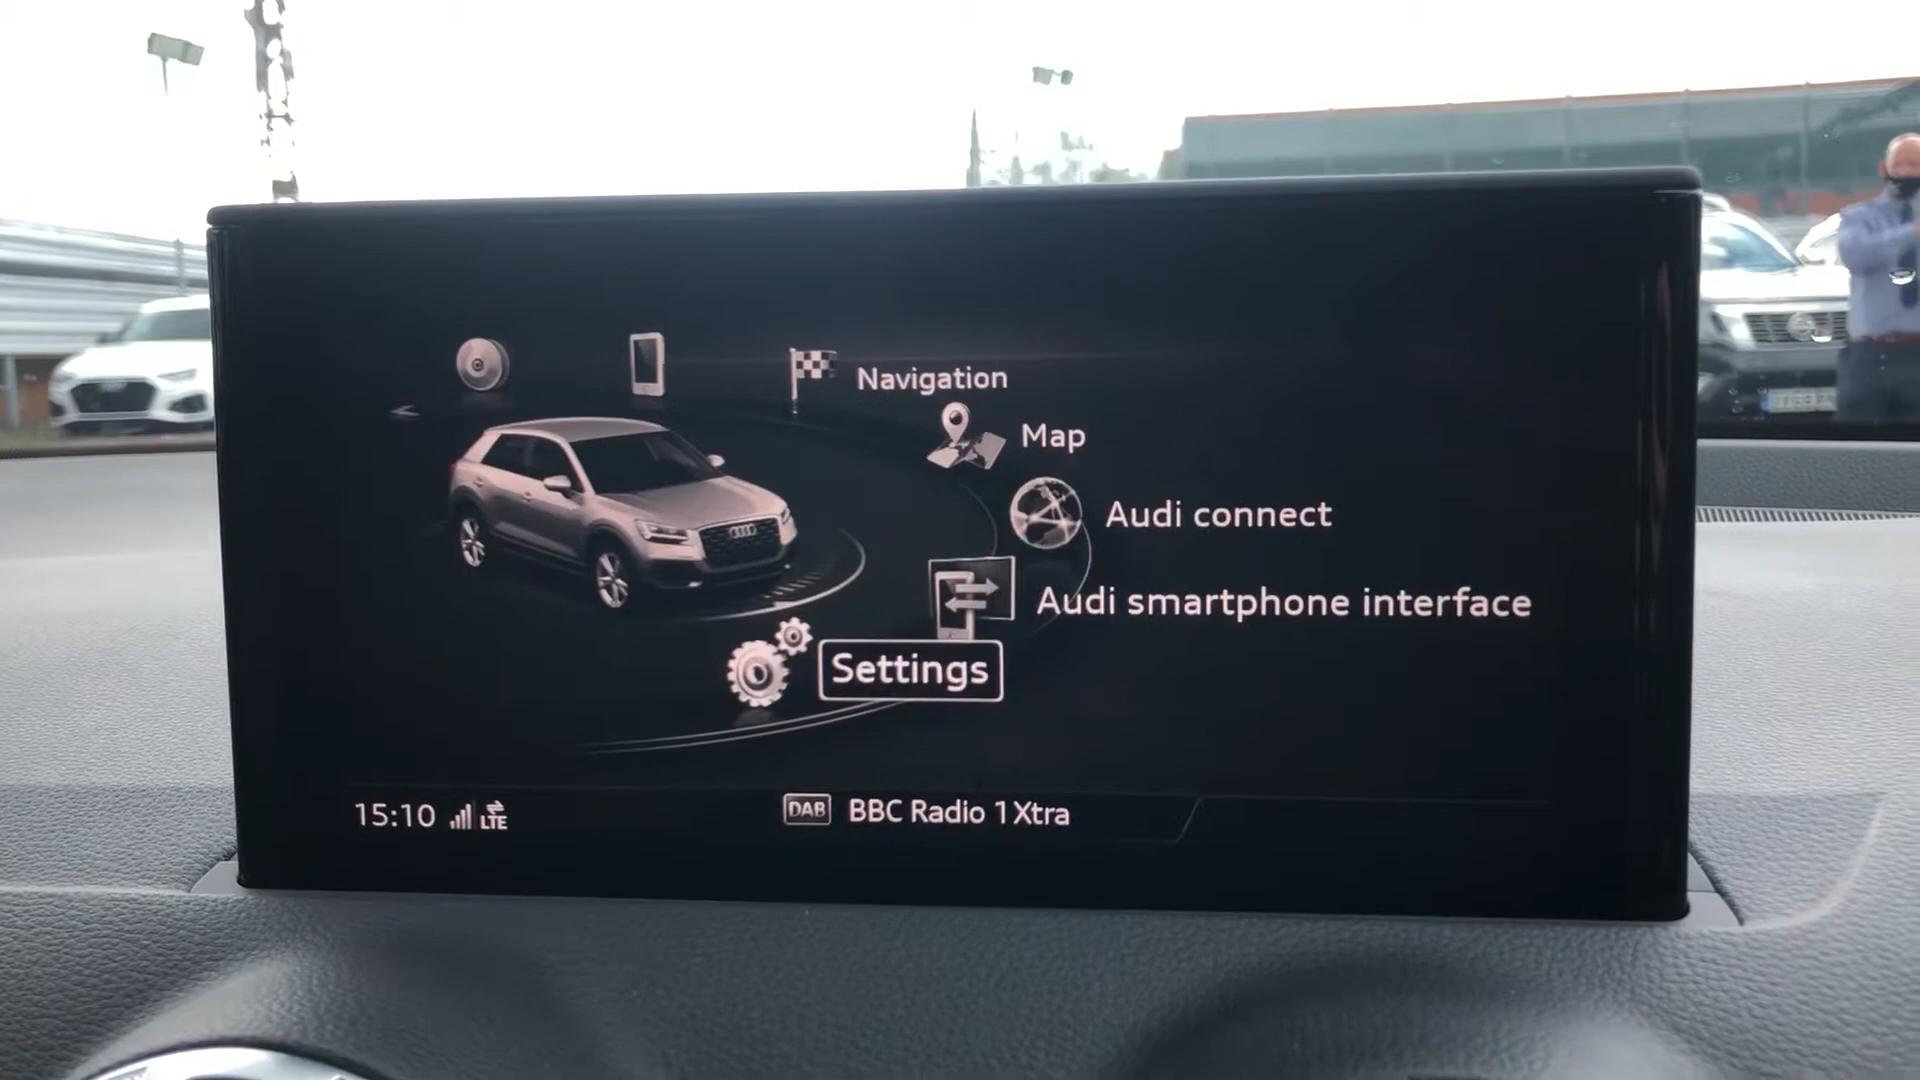 Navigation
Map
Audi connect
Audi smartphone interface
Settings
15:10 LTE
DAB BBC Radio 1Xtra